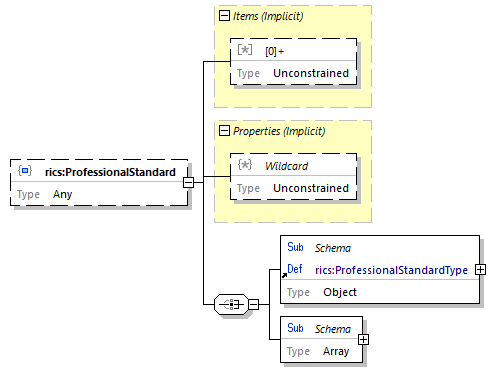 Items (Implicit)
[0]+
Type Unconstrained
Properties (Implicit)
Wildcard
Type Unconstrained
rics:ProfessionalStandard
Type Any
Sub Schema
Def rics:ProfessionalStandardType
Type Object
Sub Schema
Type Array